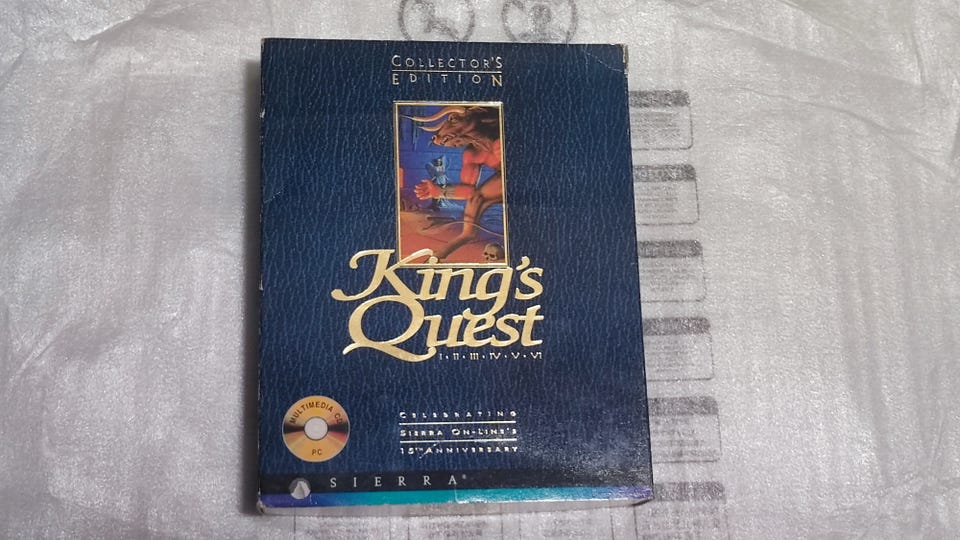 COLLECTOR'S
EDITION
King's
Quest
I · II · III · IV · V · VI
MULTIMEDIA CD
PC
CELEBRATING
SIERRA ON-LINE'S
15TH ANNIVERSARY
SIERRA®